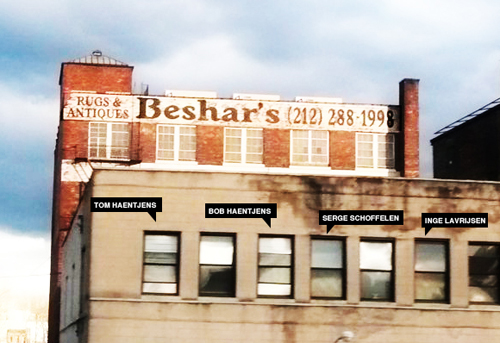 RUGS &
ANTIQUES
Beshar's (212) 288-1998
TOM HAENTJENS
BOB HAENTJENS
SERGE SCHOFFELEN
INGE LAVRIJSEN